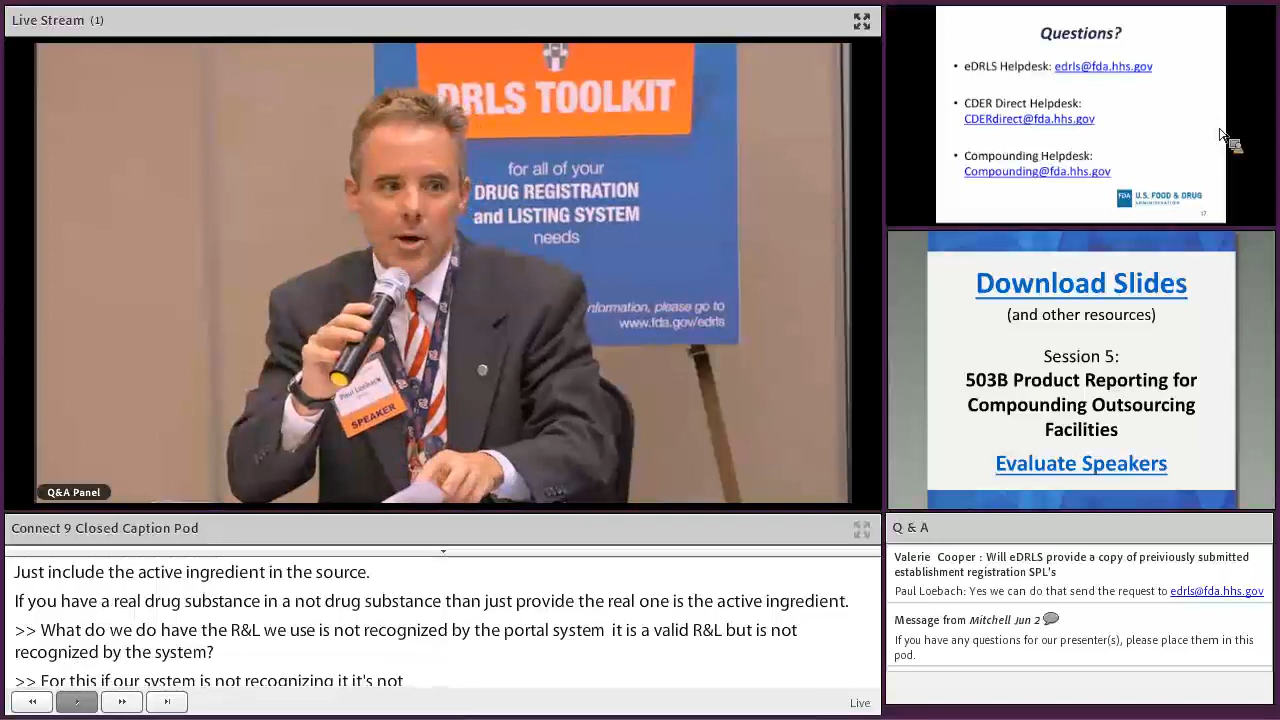 Live Stream (1)
DRLS TOOLKIT
for all of your
DRUG REGISTRATION
and LISTING SYSTEM
needs
nformation, please go to
www.fda.gov/edrls
Paul Loebach
SPEAKER
Q&A Panel
Questions?
• eDRLS Helpdesk: edrls@fda.hhs.gov
• CDER Direct Helpdesk:
CDERdirect@fda.hhs.gov
• Compounding Helpdesk:
Compounding@fda.hhs.gov
FDA U.S. FOOD & DRUG
ADMINISTRATION
17
Download Slides
(and other resources)
Session 5:
503B Product Reporting for
Compounding Outsourcing
Facilities
Evaluate Speakers
Connect 9 Closed Caption Pod
Just include the active ingredient in the source.
If you have a real drug substance in a not drug substance than just provide the real one is the active ingredient.
>> What do we do have the R&L we use is not recognized by the portal system it is a valid R&L but is not
recognized by the system?
>> For this if our system is not recognizing it it's not
Live
Q & A
Valerie Cooper : Will eDRLS provide a copy of preiviously submitted
establishment registration SPL's
Paul Loebach: Yes we can do that send the request to edrls@fda.hhs.gov
Message from Mitchell Jun 2
If you have any questions for our presenter(s), please place them in this
pod.